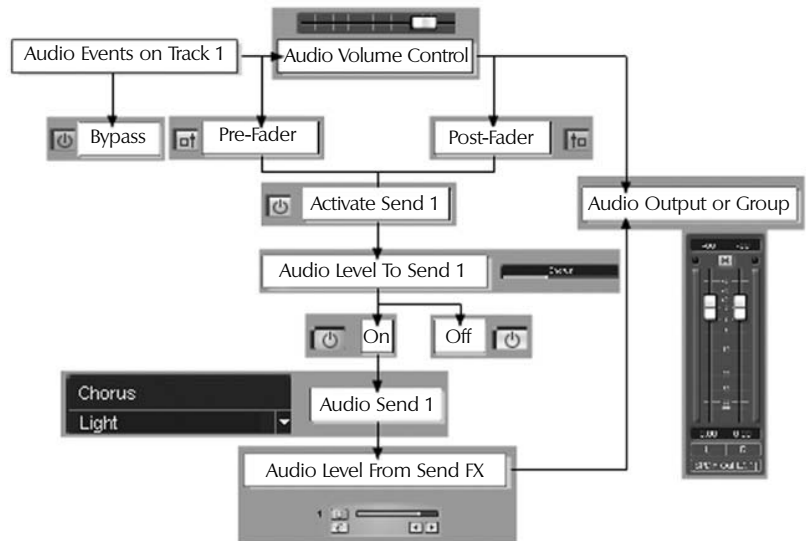 Audio Events on Track 1
Audio Volume Control
Bypass
Pre-Fader
Post-Fader
Activate Send 1
Audio Output or Group
Audio Level To Send 1
On
Off
Chorus
Light
Audio Send 1
Audio Level From Send FX
1